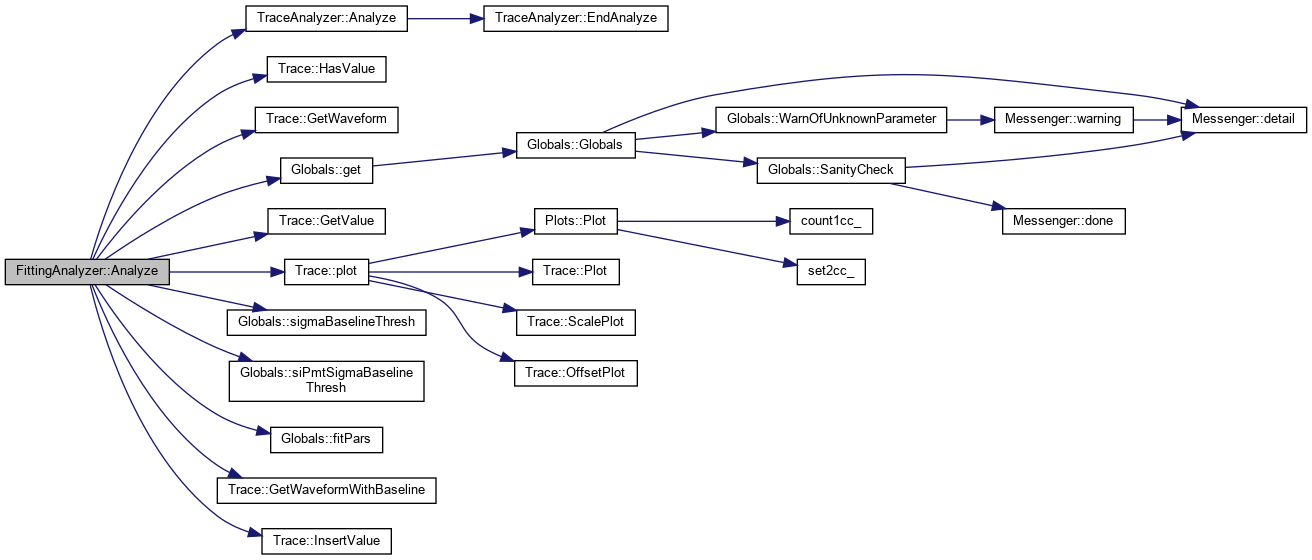 TraceAnalyzer::Analyze
TraceAnalyzer::EndAnalyze
Trace::HasValue
Trace::GetWaveform
Globals::WarnOfUnknownParameter
Messenger::warning
Messenger::detail
Globals::Globals
Globals::get
Globals::SanityCheck
Trace::GetValue
Plots::Plot
count1cc_
Messenger::done
FittingAnalyzer::Analyze
Trace::plot
Trace::Plot
set2cc_
Globals::sigmaBaselineThresh
Trace::ScalePlot
Globals::siPmtSigmaBaseline
Thresh
Trace::OffsetPlot
Globals::fitPars
Trace::GetWaveformWithBaseline
Trace::InsertValue